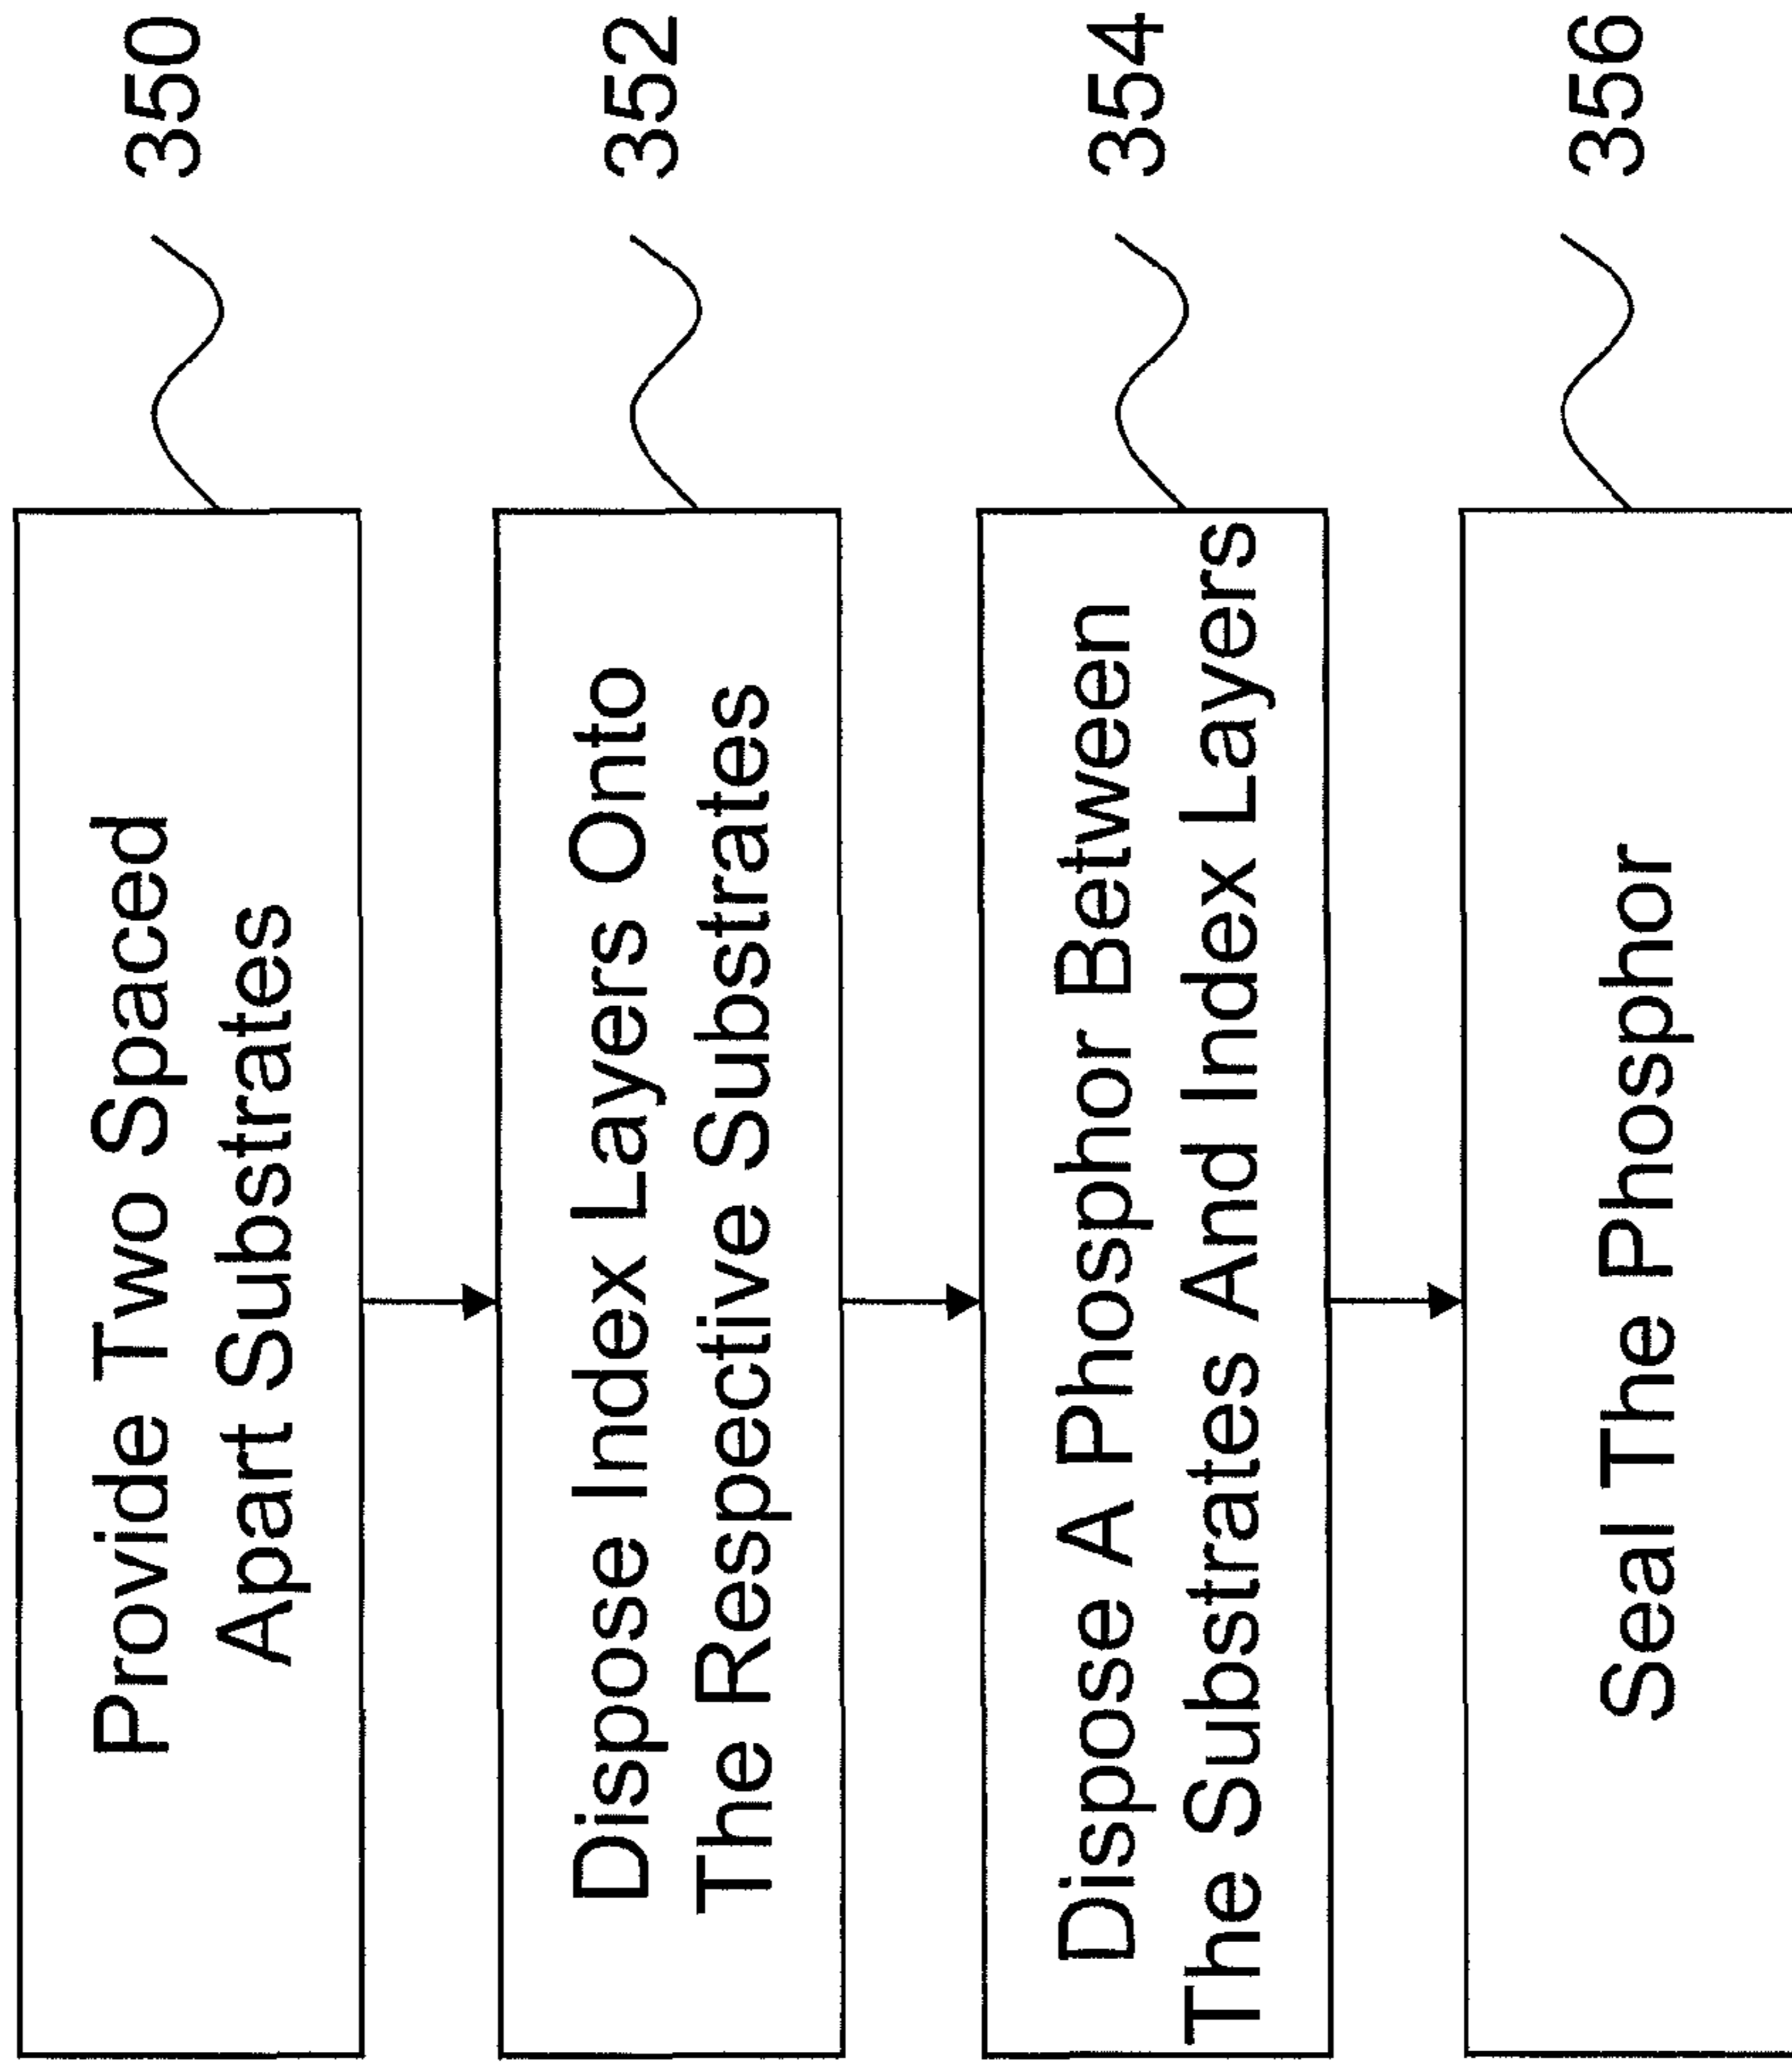 Provide Two Spaced
Apart Substrates
350
Dispose Index Layers Onto
The Respective Substrates
352
Dispose A Phosphor Between
The Substrates And Index Layers
354
Seal The Phosphor
356